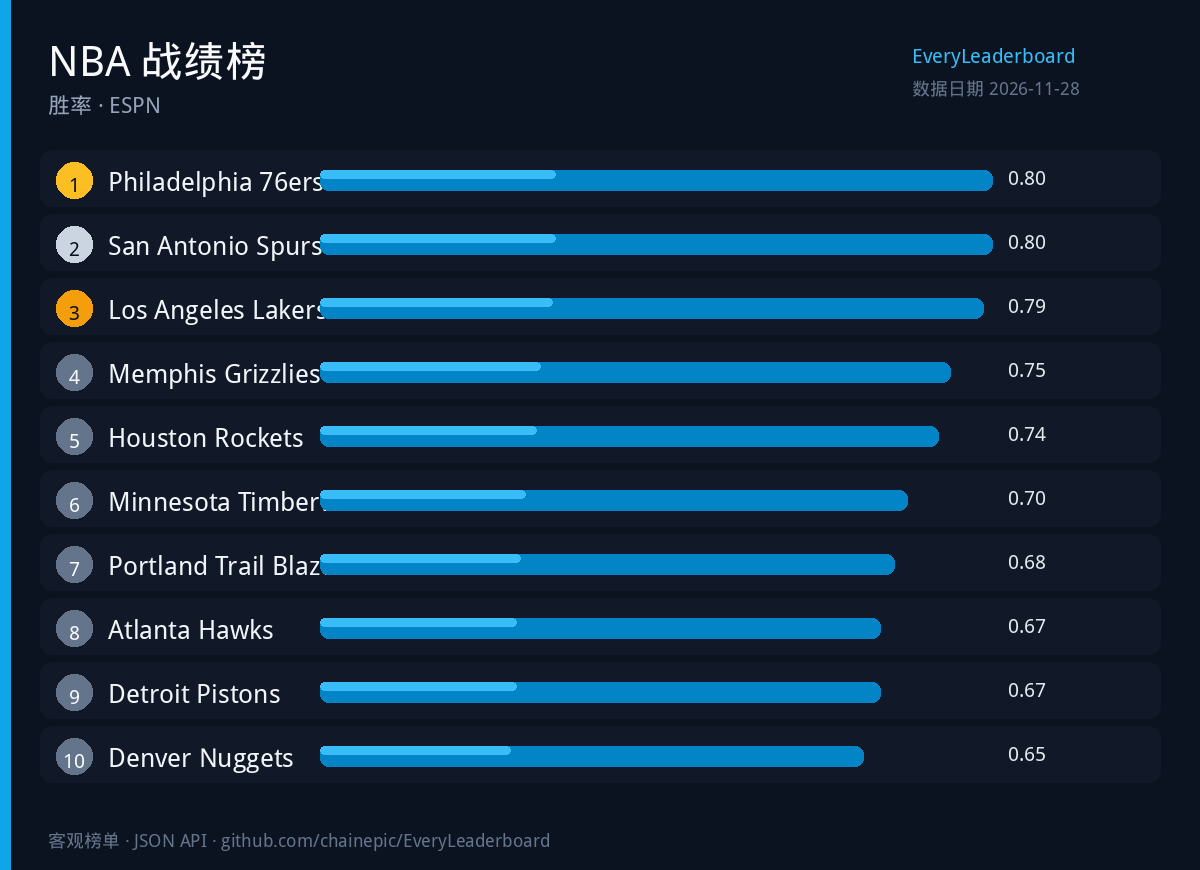 NBA 战绩榜
胜率 · ESPN
EveryLeaderboard
数据日期 2026-11-28
1 Philadelphia 76ers 0.80
2 San Antonio Spurs 0.80
3 Los Angeles Lakers 0.79
4 Memphis Grizzlies 0.75
5 Houston Rockets 0.74
6 Minnesota Timber 0.70
7 Portland Trail Blaz 0.68
8 Atlanta Hawks 0.67
9 Detroit Pistons 0.67
10 Denver Nuggets 0.65
客观榜单 · JSON API · github.com/chainepic/EveryLeaderboard